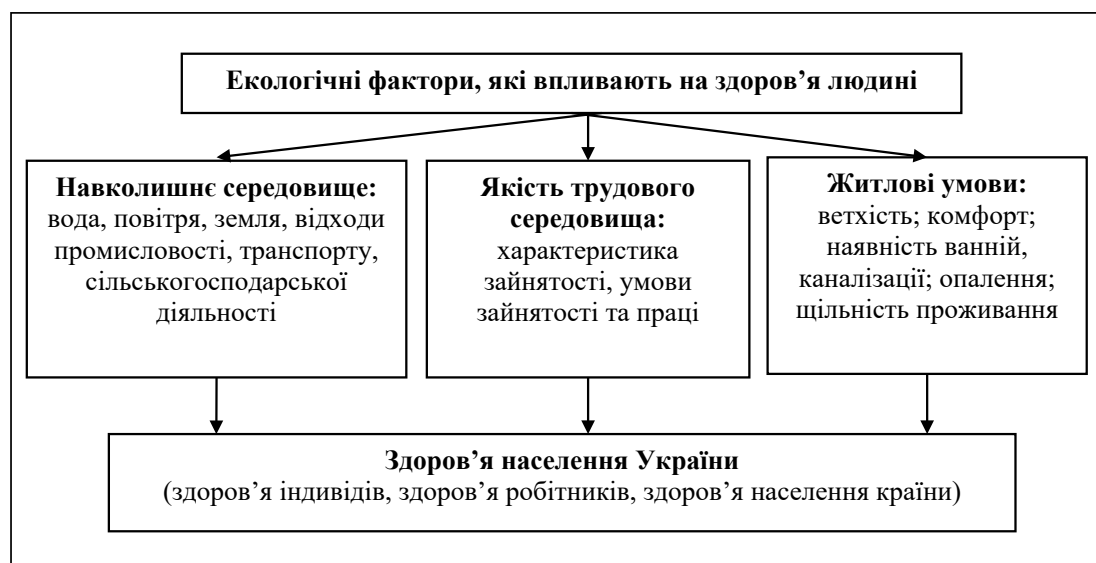 Екологічні фактори, які впливають на здоров’я людині
Навколишнє середовище:
вода, повітря, земля, відходи
промисловості, транспорту,
сільськогосподарської
діяльності
Якість трудового
середовища:
характеристика
зайнятості, умови
зайнятості та праці
Житлові умови:
ветхість; комфорт;
наявність ванній,
каналізації; опалення;
щільність проживання
Здоров’я населення України
(здоров’я індивідів, здоров’я робітників, здоров’я населення країни)